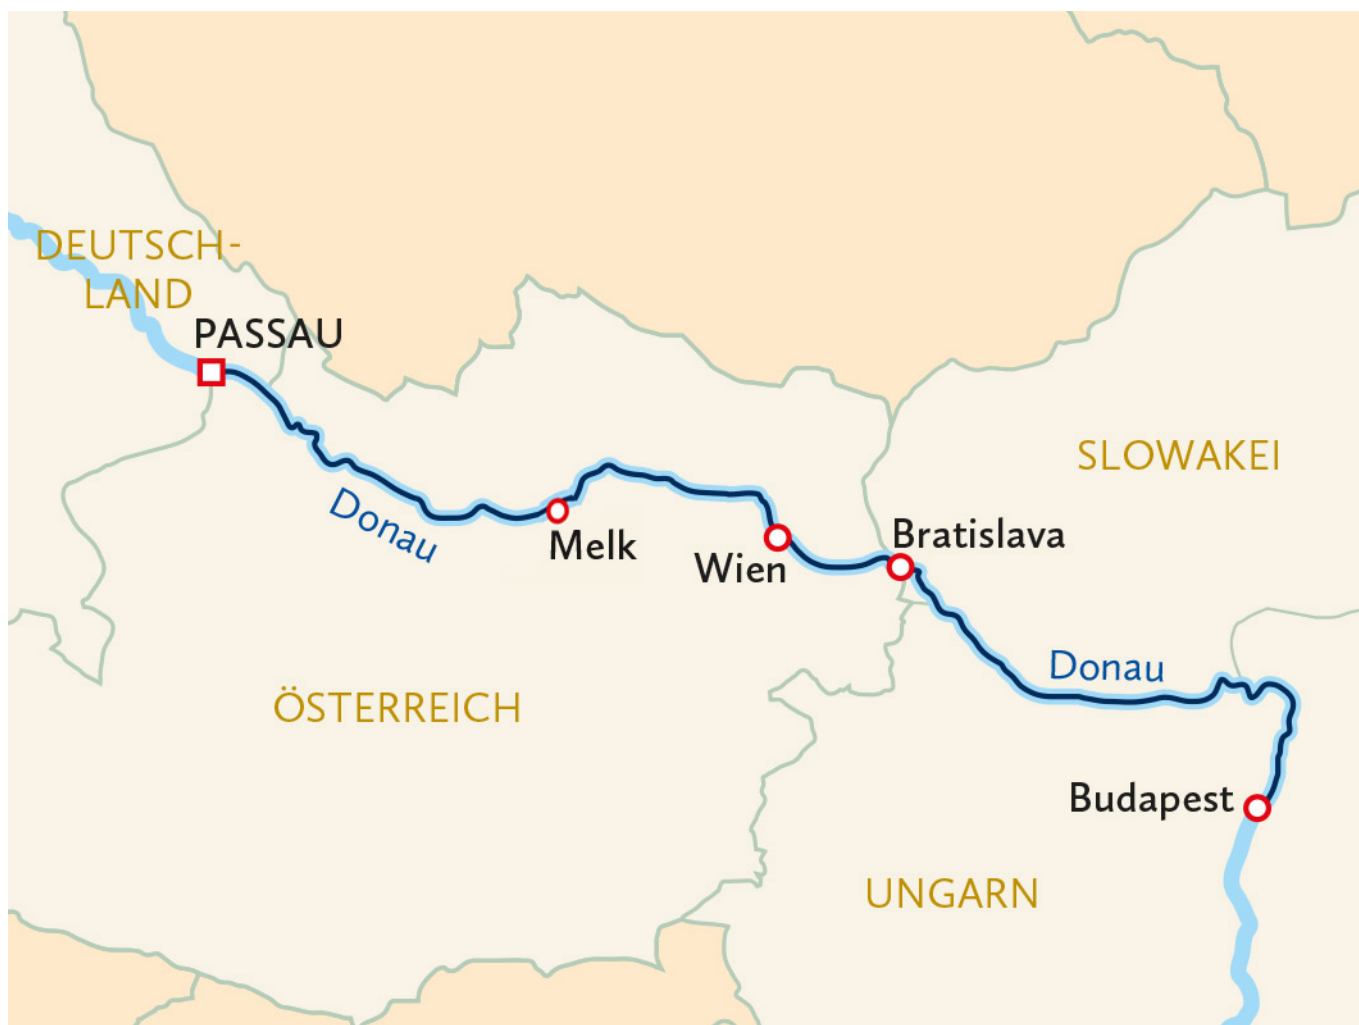 DEUTSCH-
LAND
PASSAU
SLOWAKEI
Donau
Melk
Wien
Bratislava
Donau
ÖSTERREICH
Budapest
UNGARN